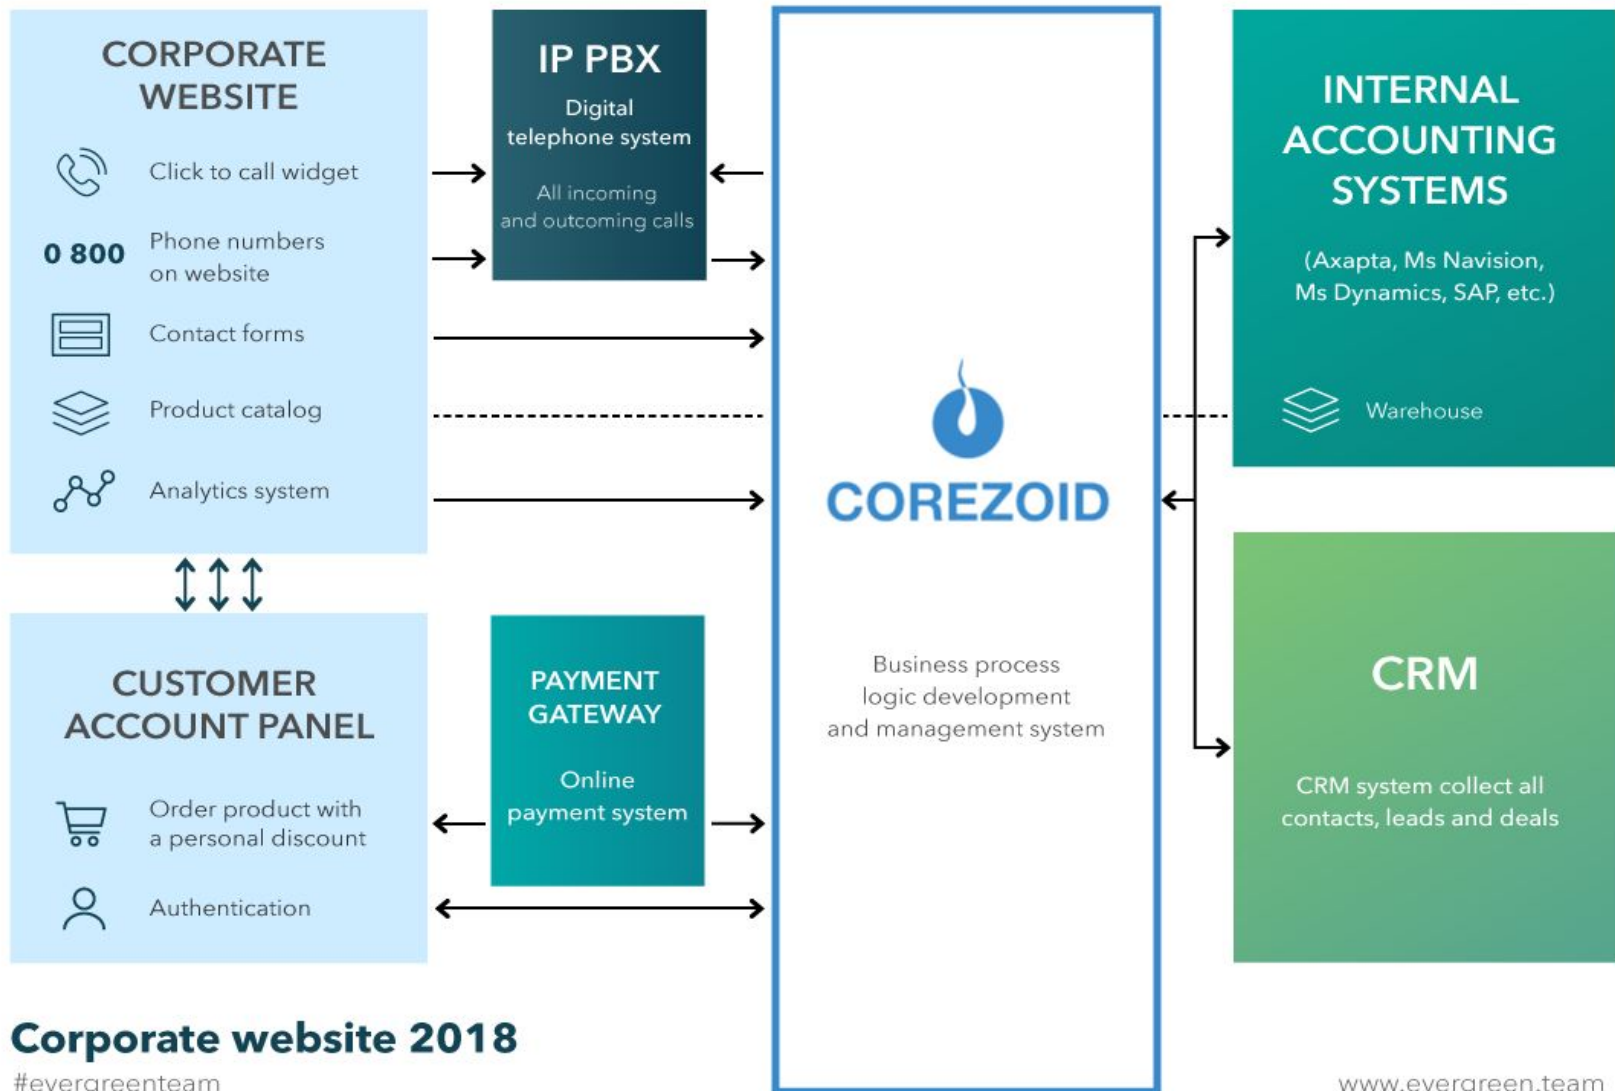 CORPORATE
WEBSITE
Click to call widget
0 800
Phone numbers
on website
Contact forms
Product catalog
Analytics system
IP PBX
Digital
telephone system
All incoming
and outcoming calls
COREZOID
Business process
logic development
and management system
INTERNAL
ACCOUNTING
SYSTEMS
(Axapta, Ms Navision,
Ms Dynamics, SAP, etc.)
Warehouse
CUSTOMER
ACCOUNT PANEL
Order product with
a personal discount
Authentication
PAYMENT
GATEWAY
Online
payment system
CRM
CRM system collect all
contacts, leads and deals
Corporate website 2018
#evergreenteam
www.evergreen.team